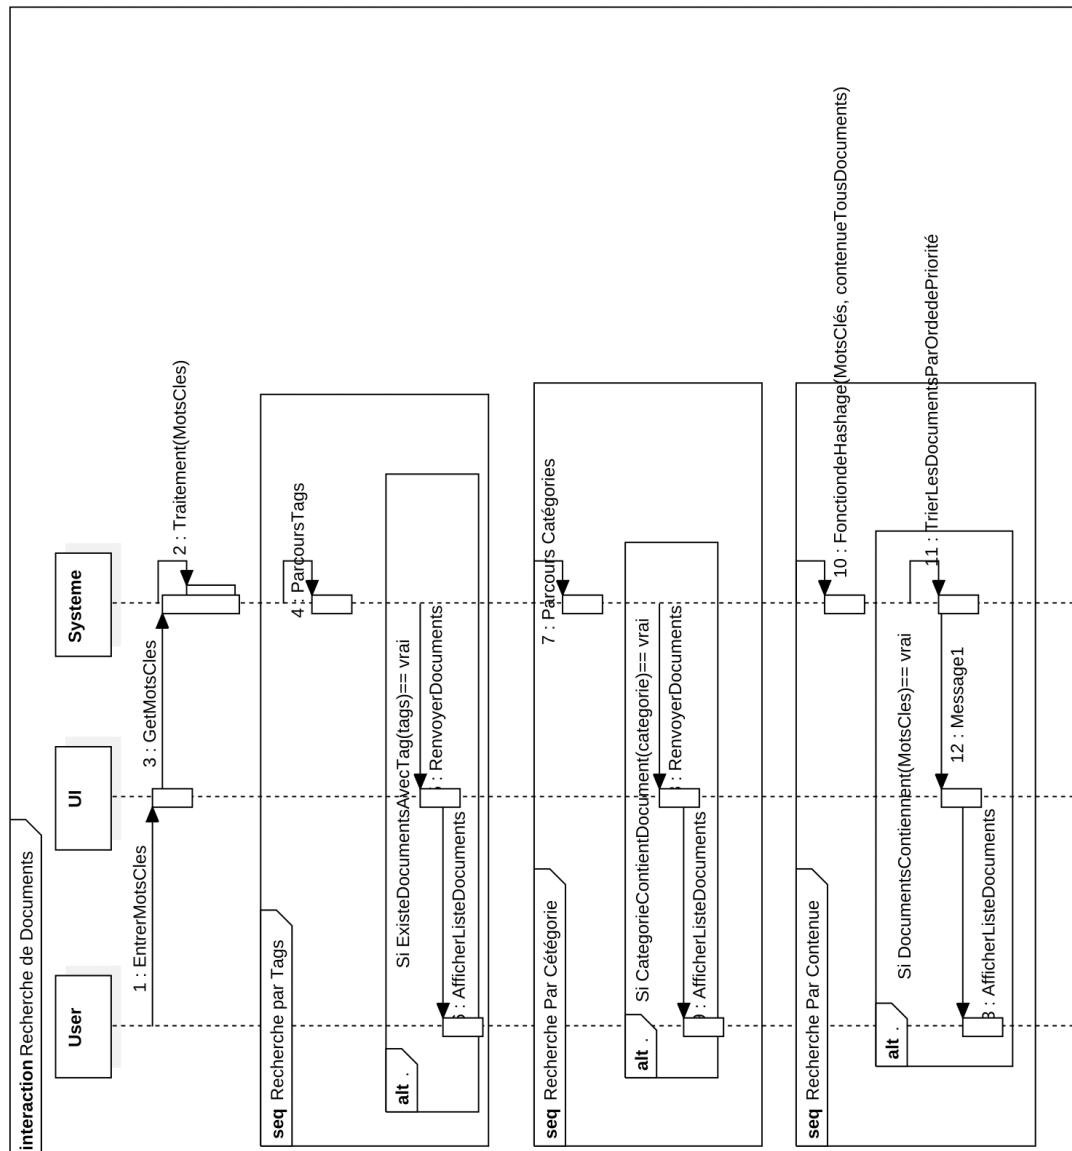 interaction Recherche de Documents
User
UI
Systeme
1 : EntrerMotsCles
3 : GetMotsCles
2 : Traitement(MotsCles)
seq Recherche par Tags
4 : ParcoursTags
alt .
Si ExisteDocumentsAvecTag(tags)== vrai
: RenvoyerDocuments
: AfficherListeDocuments
seq Recherche Par Cétégorie
7 : Parcours Catégories
alt .
Si CategorieContientDocument(categorie)== vrai
: RenvoyerDocuments
: AfficherListeDocuments
seq Recherche Par Contenue
10 : FonctiondeHashage(MotsClés, contenueTousDocuments)
alt .
Si DocumentsContiennent(MotsCles)== vrai
11 : TrierLesDocumentsParOrdedePriorité
12 : Message1
: AfficherListeDocuments